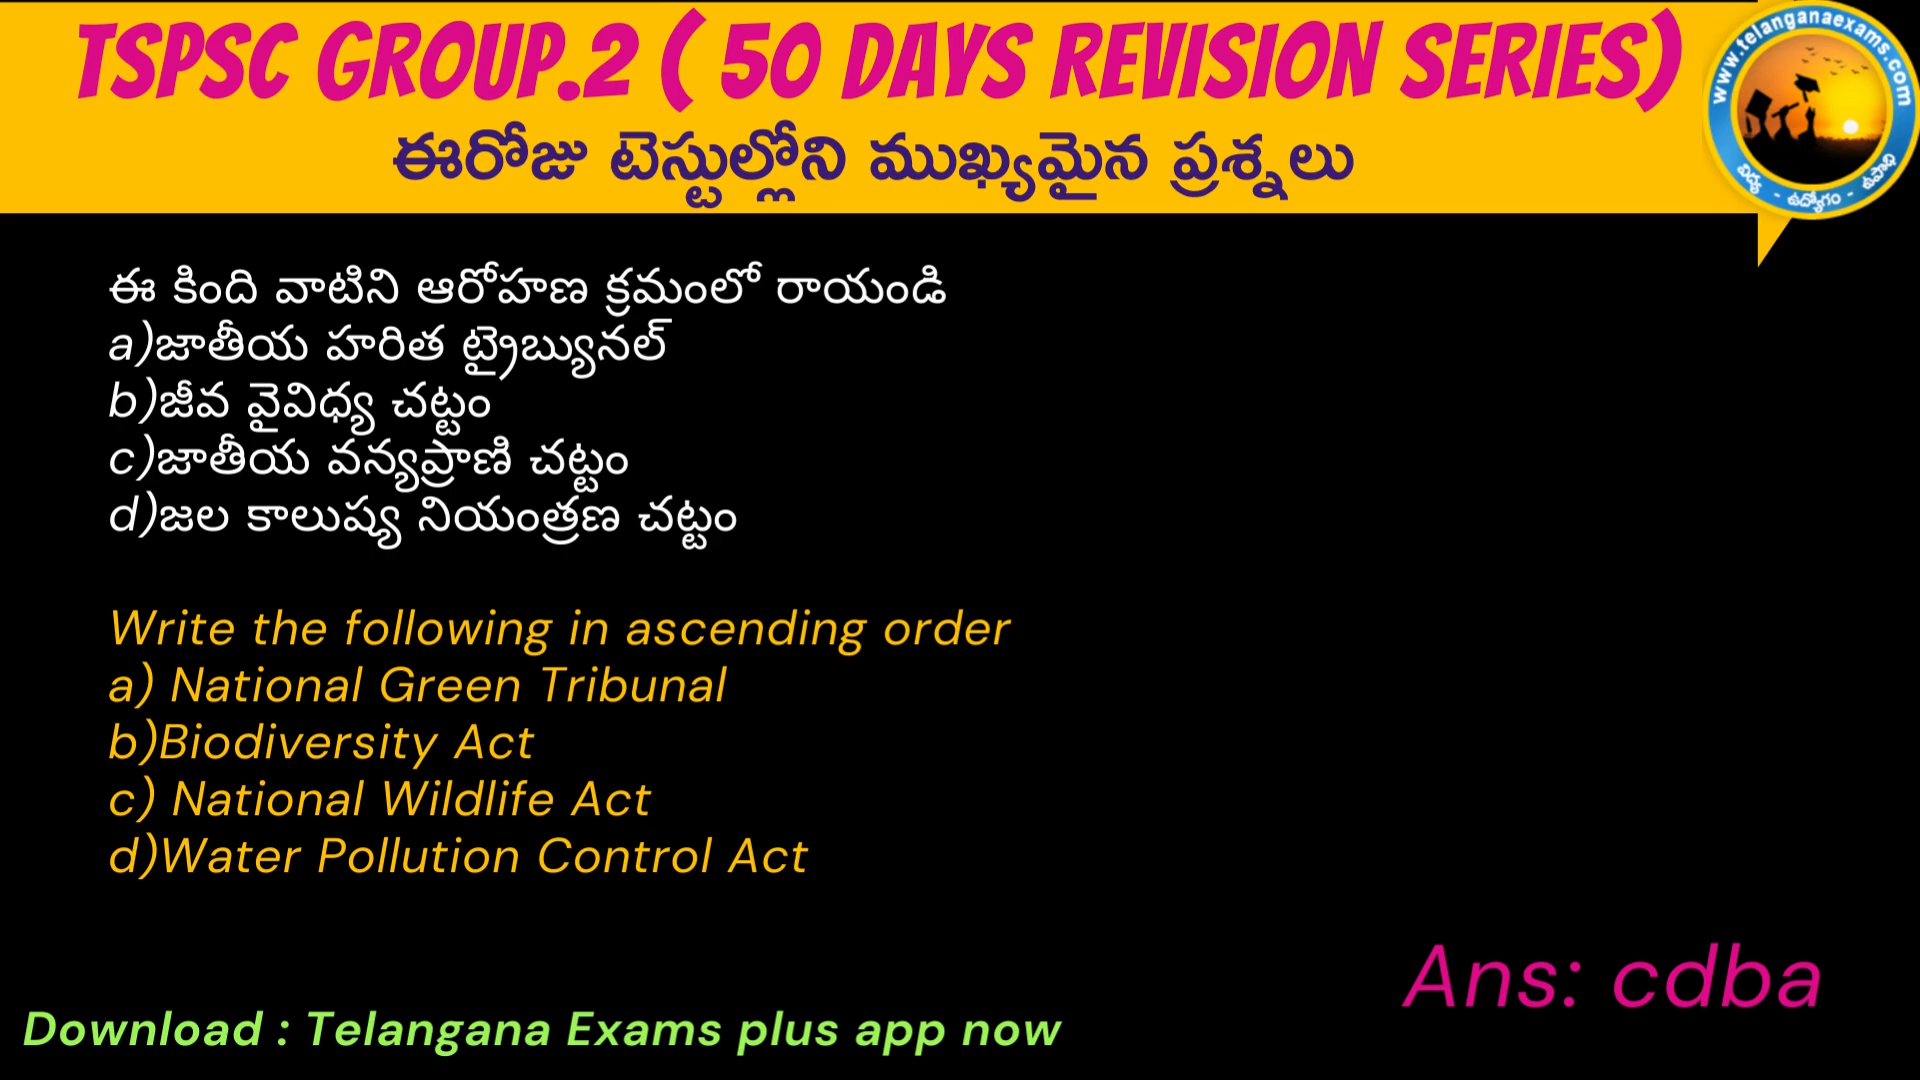 TSPSC GROUP.2 ( 50 DAYS REVISION SERIES)
ఈరోజు టెస్టుల్లోని ముఖ్యమైన ప్రశ్నలు
www.telanganaexams.com
విద్య - ఉద్యోగం - ఉపాధి
ఈ కింది వాటిని ఆరోహణ క్రమంలో రాయండి
a)జాతీయ హరిత ట్రైబ్యునల్
b)జీవ వైవిధ్య చట్టం
c)జాతీయ వన్యప్రాణి చట్టం
d)జల కాలుష్య నియంత్రణ చట్టం
Write the following in ascending order
a) National Green Tribunal
b)Biodiversity Act
c) National Wildlife Act
d)Water Pollution Control Act
Ans: cdba
Download : Telangana Exams plus app now